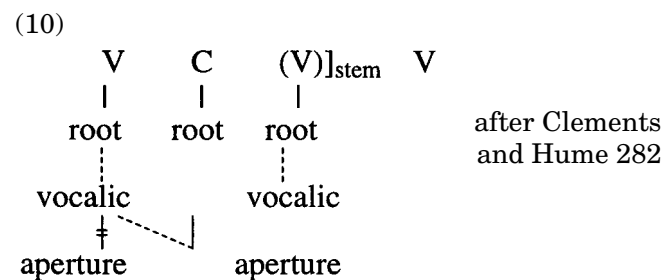 (10)
V C (V)]stem V
root root root
after Clements
and Hume 282
vocalic vocalic
aperture aperture